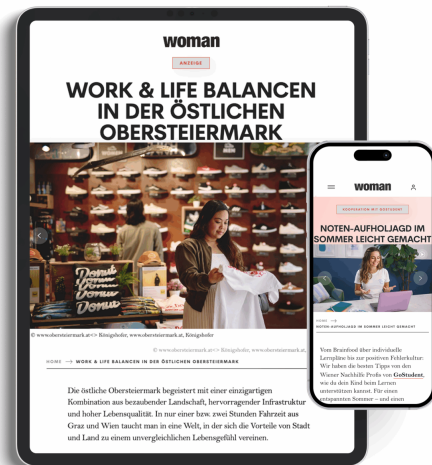 woman
ANZEIGE
WORK & LIFE BALANCEN
IN DER ÖSTLICHEN
OBERSTEIERMARK
Donuts
Donuts
Donuts
© www.obersteiermark.at<> Königshofer, www.obersteiermark.at, Königshofer
© www.obersteiermark.at<> Königshofer, www.obersteiermark.at,
HOME → WORK & LIFE BALANCEN IN DER ÖSTLICHEN OBERSTEIERMARK
Die östliche Obersteiermark begeistert mit einer einzigartigen
Kombination aus bezaubernder Landschaft, hervorragender Infrastruktur
und hoher Lebensqualität. In nur einer bzw. zwei Stunden Fahrzeit aus
Graz und Wien taucht man in eine Welt, in der sich die Vorteile von Stadt
und Land zu einem unvergleichlichen Lebensgefühl vereinen.
woman
KOOPERATION MIT GOSTUDENT
NOTEN-AUFHOLJAGD IM
SOMMER LEICHT GEMACHT
HOME →
NOTEN-AUFHOLJAGD IM SOMMER LEICHT GEMACHT
Vom Brainfood über individuelle
Lernpläne bis zur positiven Fehlerkultur:
Wir haben die besten Tipps von den
Wiener Nachhilfe Profis von GoStudent,
wie du dein Kind beim Lernen
unterstützen kannst. Für einen
entspannten Sommer – und einen